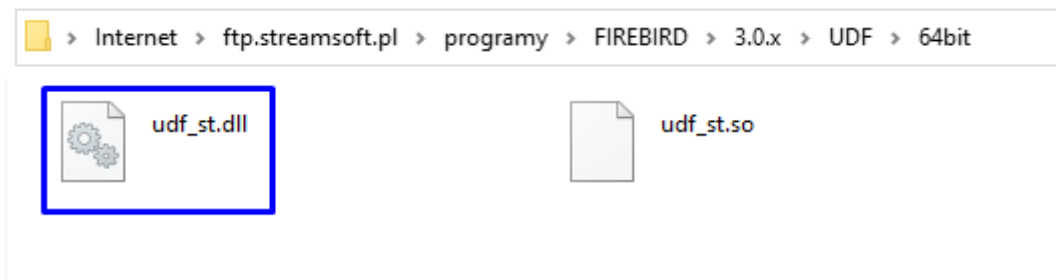 Internet > ftp.streamsoft.pl > programy > FIREBIRD > 3.0.x > UDF > 64bit
udf_st.dll
udf_st.so